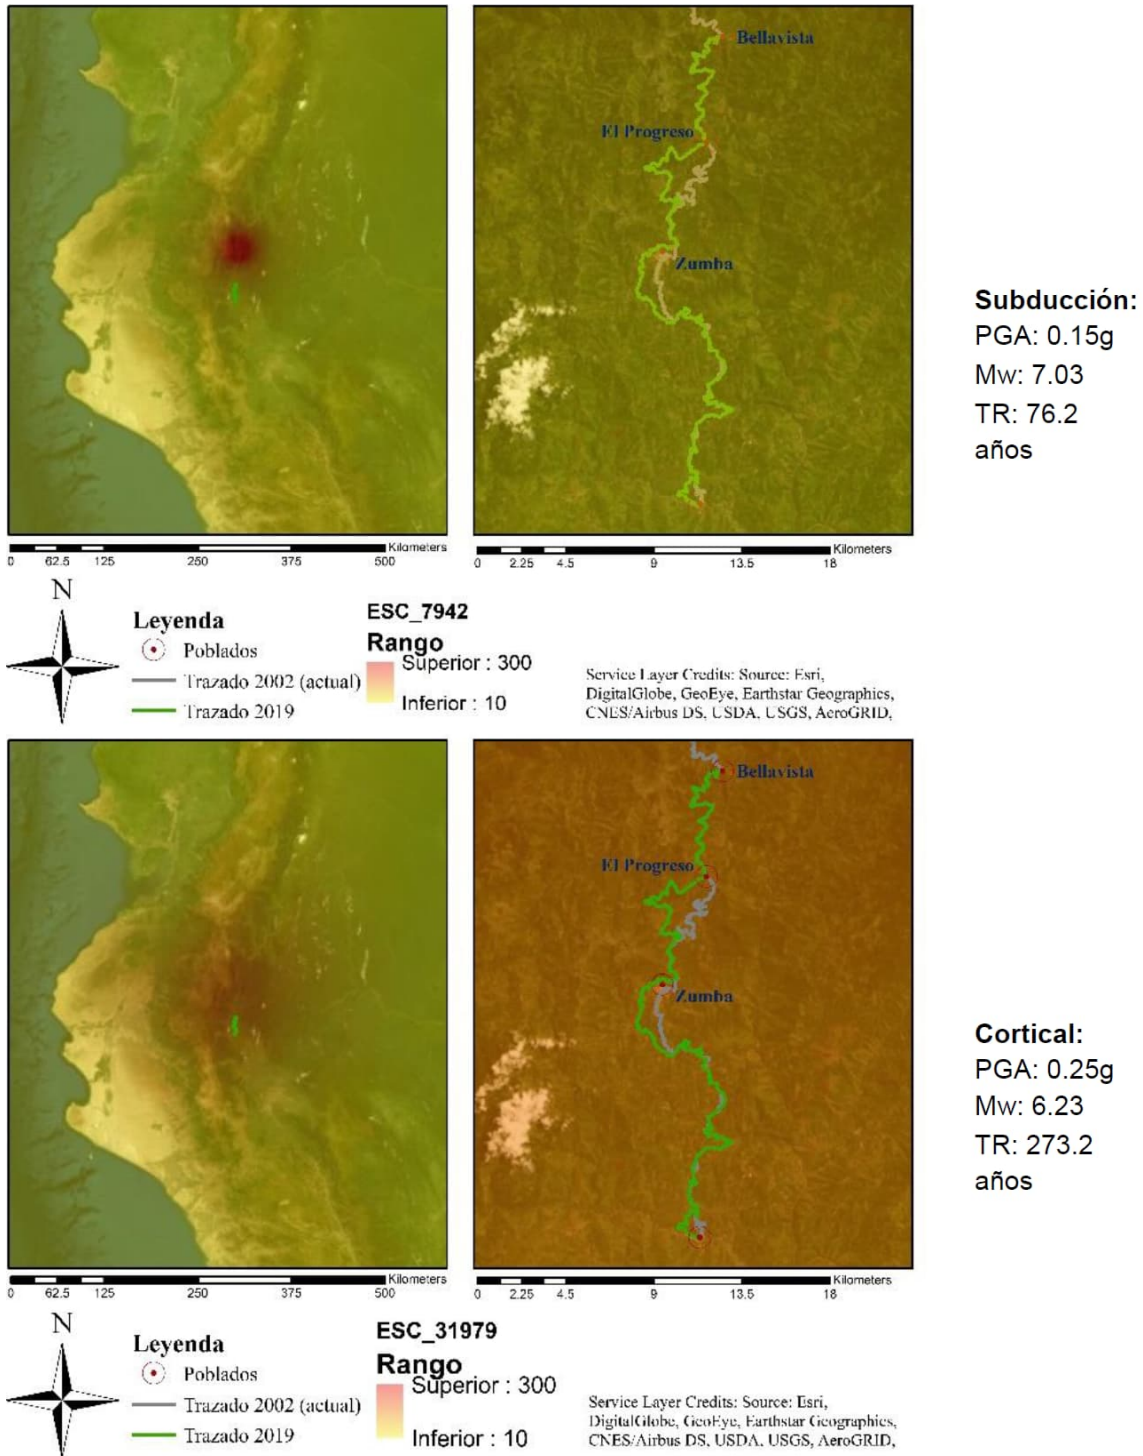 Bellavista
El Progreso
Zumba
Subducción:
PGA: 0.15g
Mw: 7.03
TR: 76.2
años
Kilometers
0 62.5 125 250 375 500
Kilometers
0 2.25 4.5 9 13.5 18
N
Leyenda
Poblados
Trazado 2002 (actual)
Trazado 2019
ESC_7942
Rango
Superior : 300
Inferior : 10
Service Layer Credits: Source: Esri,
DigitalGlobe, GeoEye, Earthstar Geographics,
CNES/Airbus DS, USDA, USGS, AeroGRID,
Bellavista
El Progreso
Zumba
Cortical:
PGA: 0.25g
Mw: 6.23
TR: 273.2
años
Kilometers
0 62.5 125 250 375 500
Kilometers
0 2.25 4.5 9 13.5 18
N
Leyenda
Poblados
Trazado 2002 (actual)
Trazado 2019
ESC_31979
Rango
Superior : 300
Inferior : 10
Service Layer Credits: Source: Esri,
DigitalGlobe, GeoEye, Earthstar Geographics,
CNES/Airbus DS, USDA, USGS, AeroGRID,